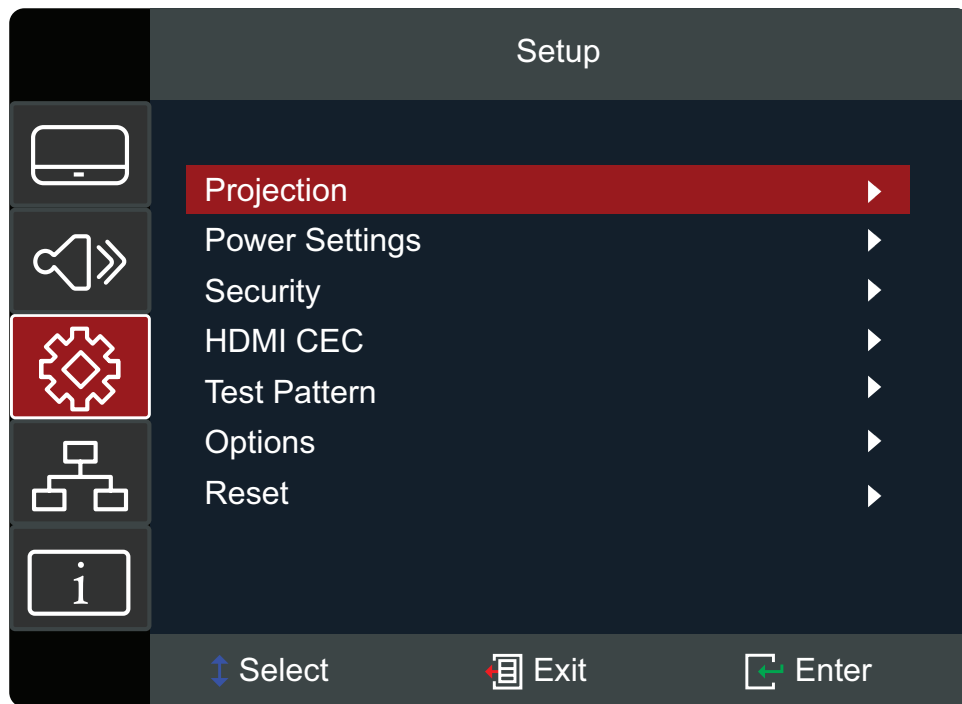 Setup
Projection
Power Settings
Security
HDMI CEC
Test Pattern
Options
Reset
i
Select Exit Enter